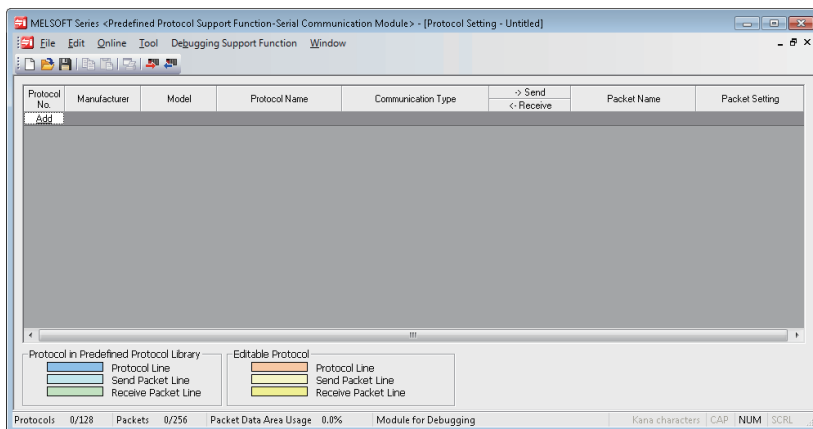 MELSOFT Series <Predefined Protocol Support Function-Serial Communication Module> - [Protocol Setting - Untitled]
File Edit Online Tool Debugging Support Function Window
Protocol No. Manufacturer Model Protocol Name Communication Type -> Send <- Receive Packet Name Packet Setting
Add
Protocol in Predefined Protocol Library Editable Protocol
Protocol Line Protocol Line
Send Packet Line Send Packet Line
Receive Packet Line Receive Packet Line
Protocols 0/128 Packets 0/256 Packet Data Area Usage 0.0% Module for Debugging Kana characters CAP NUM SCRL